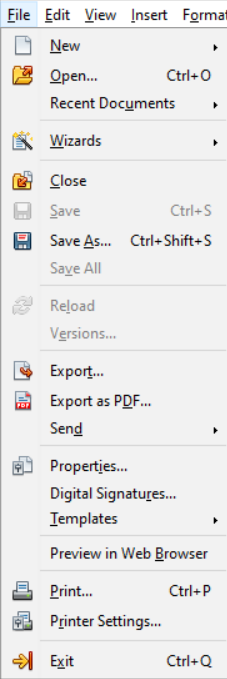 File Edit View Insert Format
New
Open... Ctrl+O
Recent Documents
Wizards
Close
Save Ctrl+S
Save As... Ctrl+Shift+S
Save All
Reload
Versions...
Export...
Export as PDF...
Send
Properties...
Digital Signatures...
Templates
Preview in Web Browser
Print... Ctrl+P
Printer Settings...
Exit Ctrl+Q